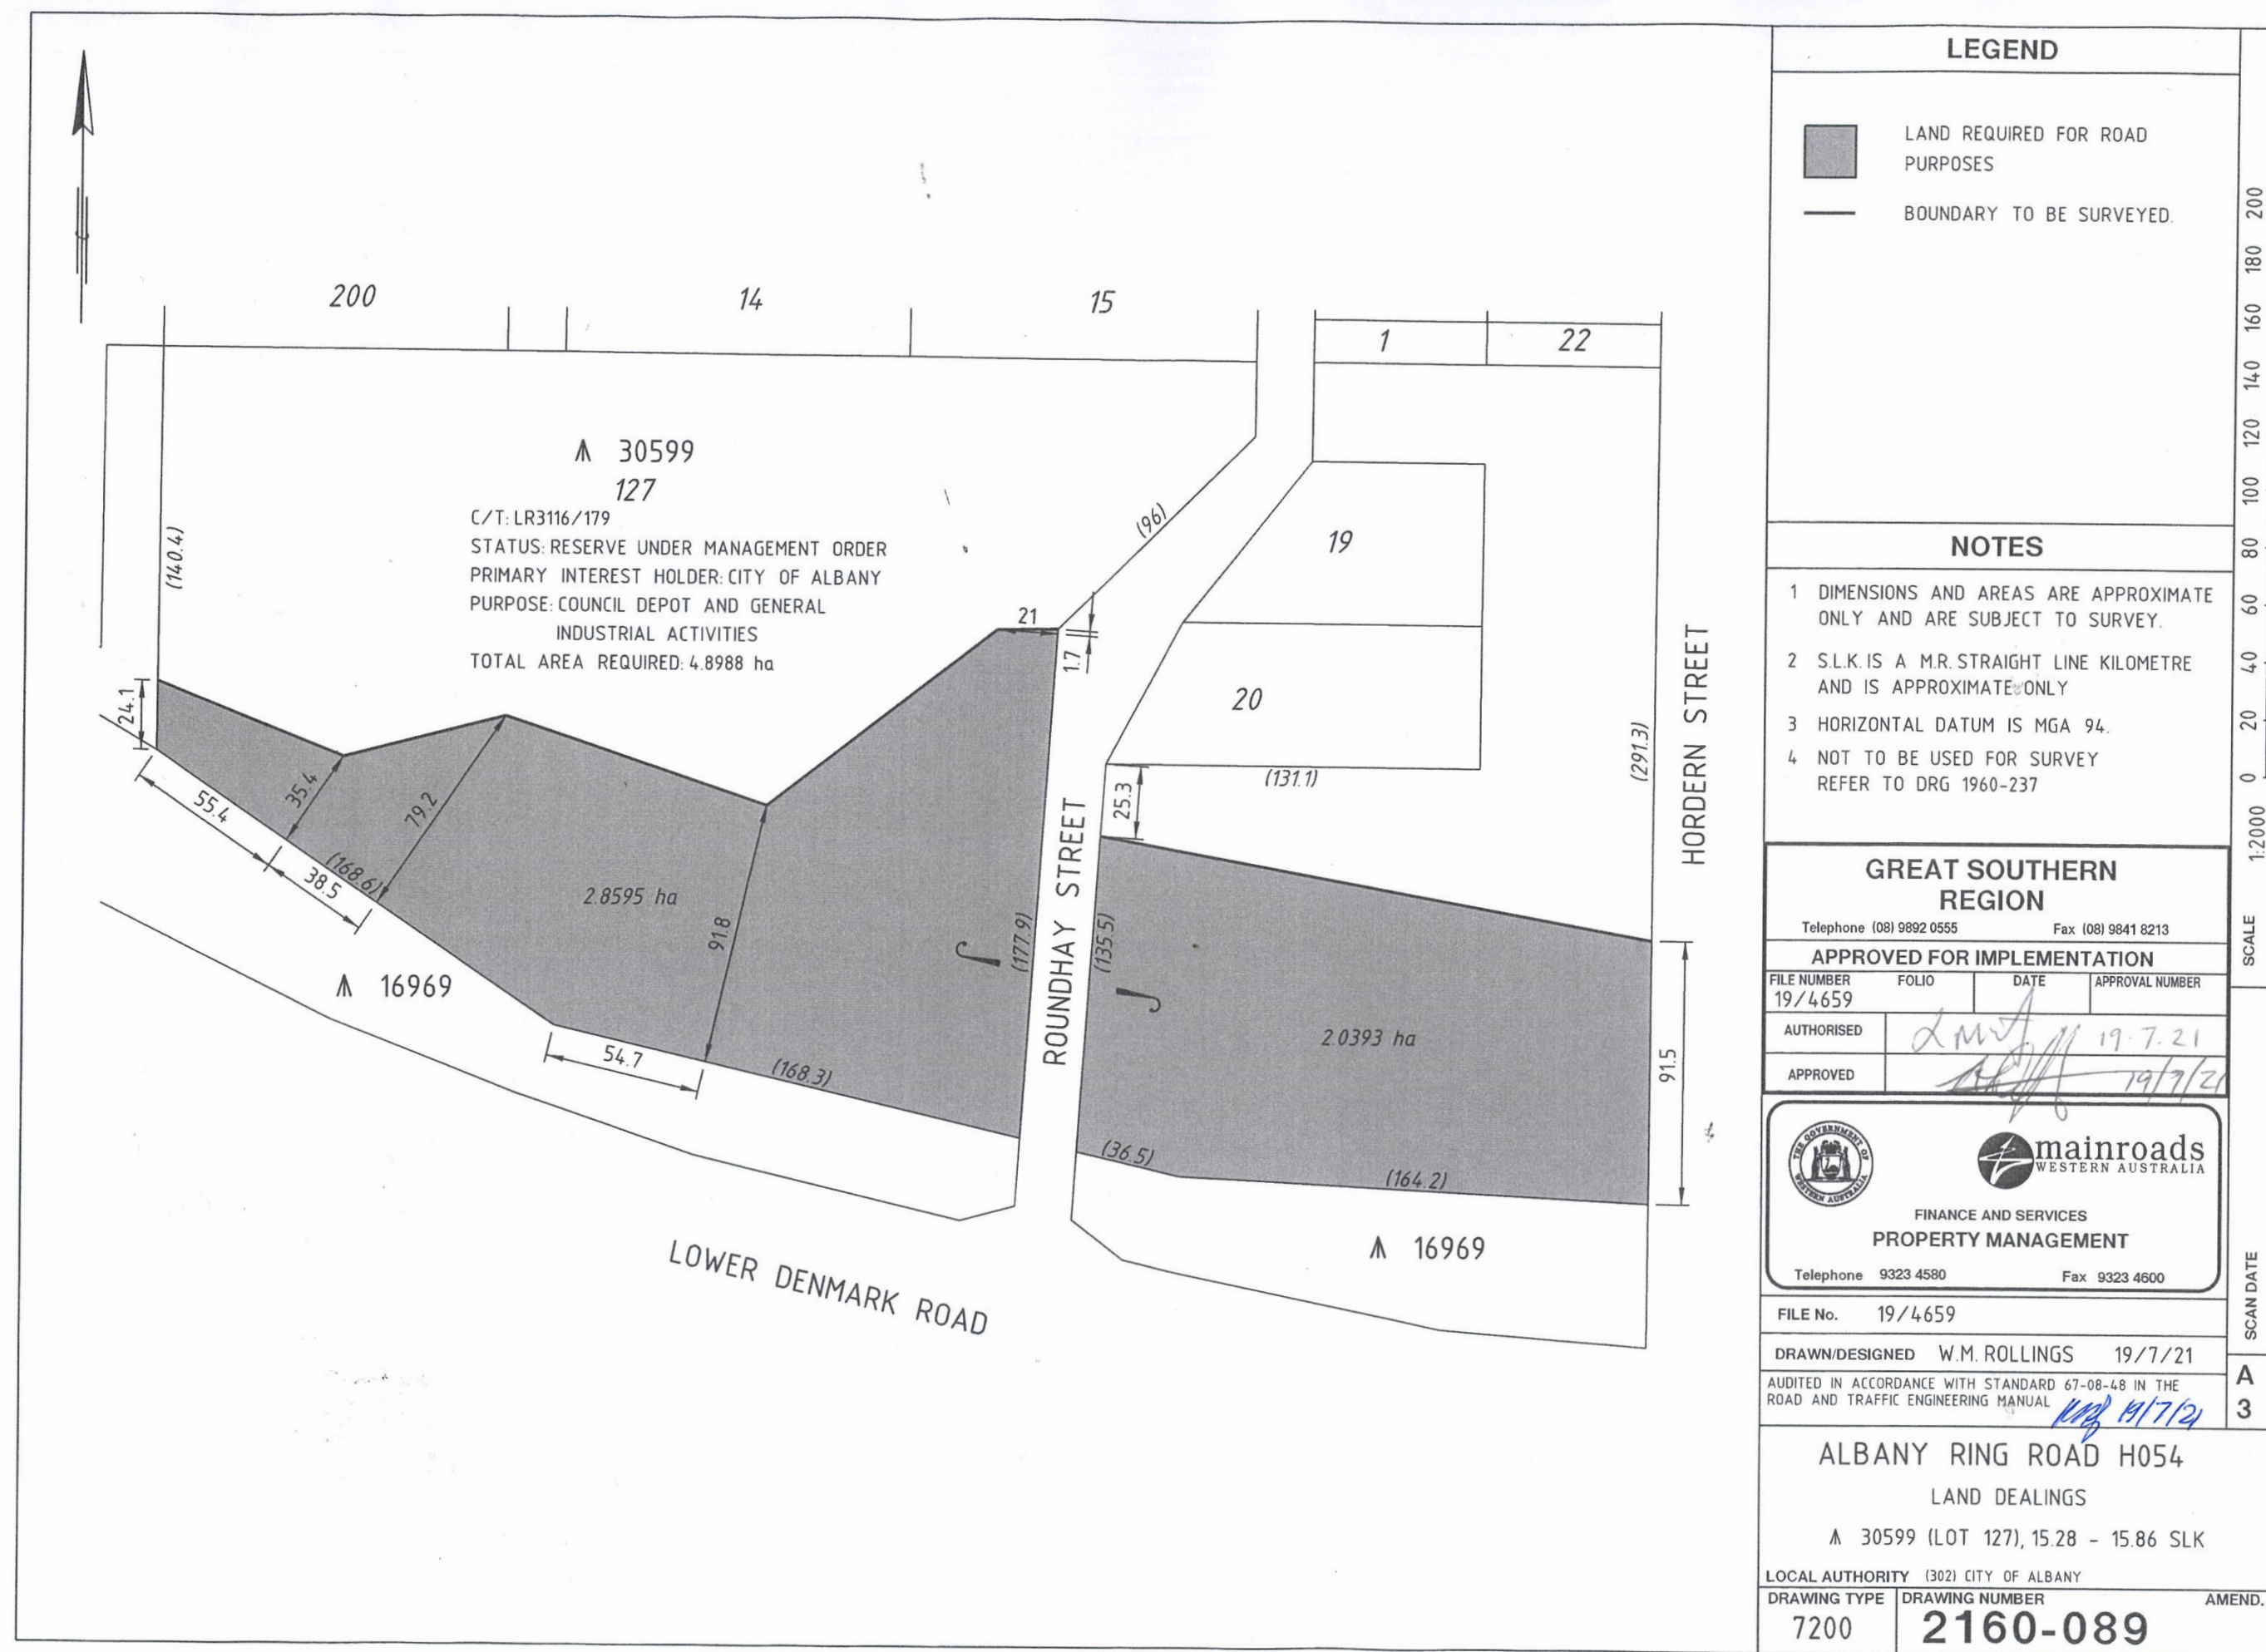 200
14
15
1
22
30599
127
C/T: LR3116/179
STATUS: RESERVE UNDER MANAGEMENT ORDER
PRIMARY INTEREST HOLDER: CITY OF ALBANY
PURPOSE: COUNCIL DEPOT AND GENERAL
INDUSTRIAL ACTIVITIES
TOTAL AREA REQUIRED: 4.8988 ha
(140.4)
(96)
19
20
21
1.7
24.1
35.4
79.2
55.4
38.5
(168.6)
2.8595 ha
91.8
(177.9)
ROUNDHAY STREET
(135.5)
25.3
(131.1)
(291.3)
HORDERN STREET
2.0393 ha
91.5
16969
54.7
(168.3)
(36.5)
(164.2)
16969
LOWER DENMARK ROAD
LEGEND
LAND REQUIRED FOR ROAD
PURPOSES
BOUNDARY TO BE SURVEYED.
NOTES
1 DIMENSIONS AND AREAS ARE APPROXIMATE
ONLY AND ARE SUBJECT TO SURVEY.
2 S.L.K. IS A M.R. STRAIGHT LINE KILOMETRE
AND IS APPROXIMATE ONLY
3 HORIZONTAL DATUM IS MGA 94.
4 NOT TO BE USED FOR SURVEY
REFER TO DRG 1960-237
GREAT SOUTHERN
REGION
Telephone (08) 9892 0555 Fax (08) 9841 8213
APPROVED FOR IMPLEMENTATION
FILE NUMBER FOLIO DATE APPROVAL NUMBER
19/4659
AUTHORISED 19.7.21
APPROVED 19/7/21
THE GOVERNMENT OF
WESTERN AUSTRALIA
mainroads
WESTERN AUSTRALIA
FINANCE AND SERVICES
PROPERTY MANAGEMENT
Telephone 9323 4580 Fax 9323 4600
FILE No. 19/4659
DRAWN/DESIGNED W.M. ROLLINGS 19/7/21
AUDITED IN ACCORDANCE WITH STANDARD 67-08-48 IN THE
ROAD AND TRAFFIC ENGINEERING MANUAL 19/7/21
ALBANY RING ROAD H054
LAND DEALINGS
30599 (LOT 127), 15.28 - 15.86 SLK
LOCAL AUTHORITY (302) CITY OF ALBANY
DRAWING TYPE DRAWING NUMBER AMEND.
7200 2160-089
SCALE 1:2000 0 20 40 60 80 100 120 140 160 180 200
SCAN DATE
A
3